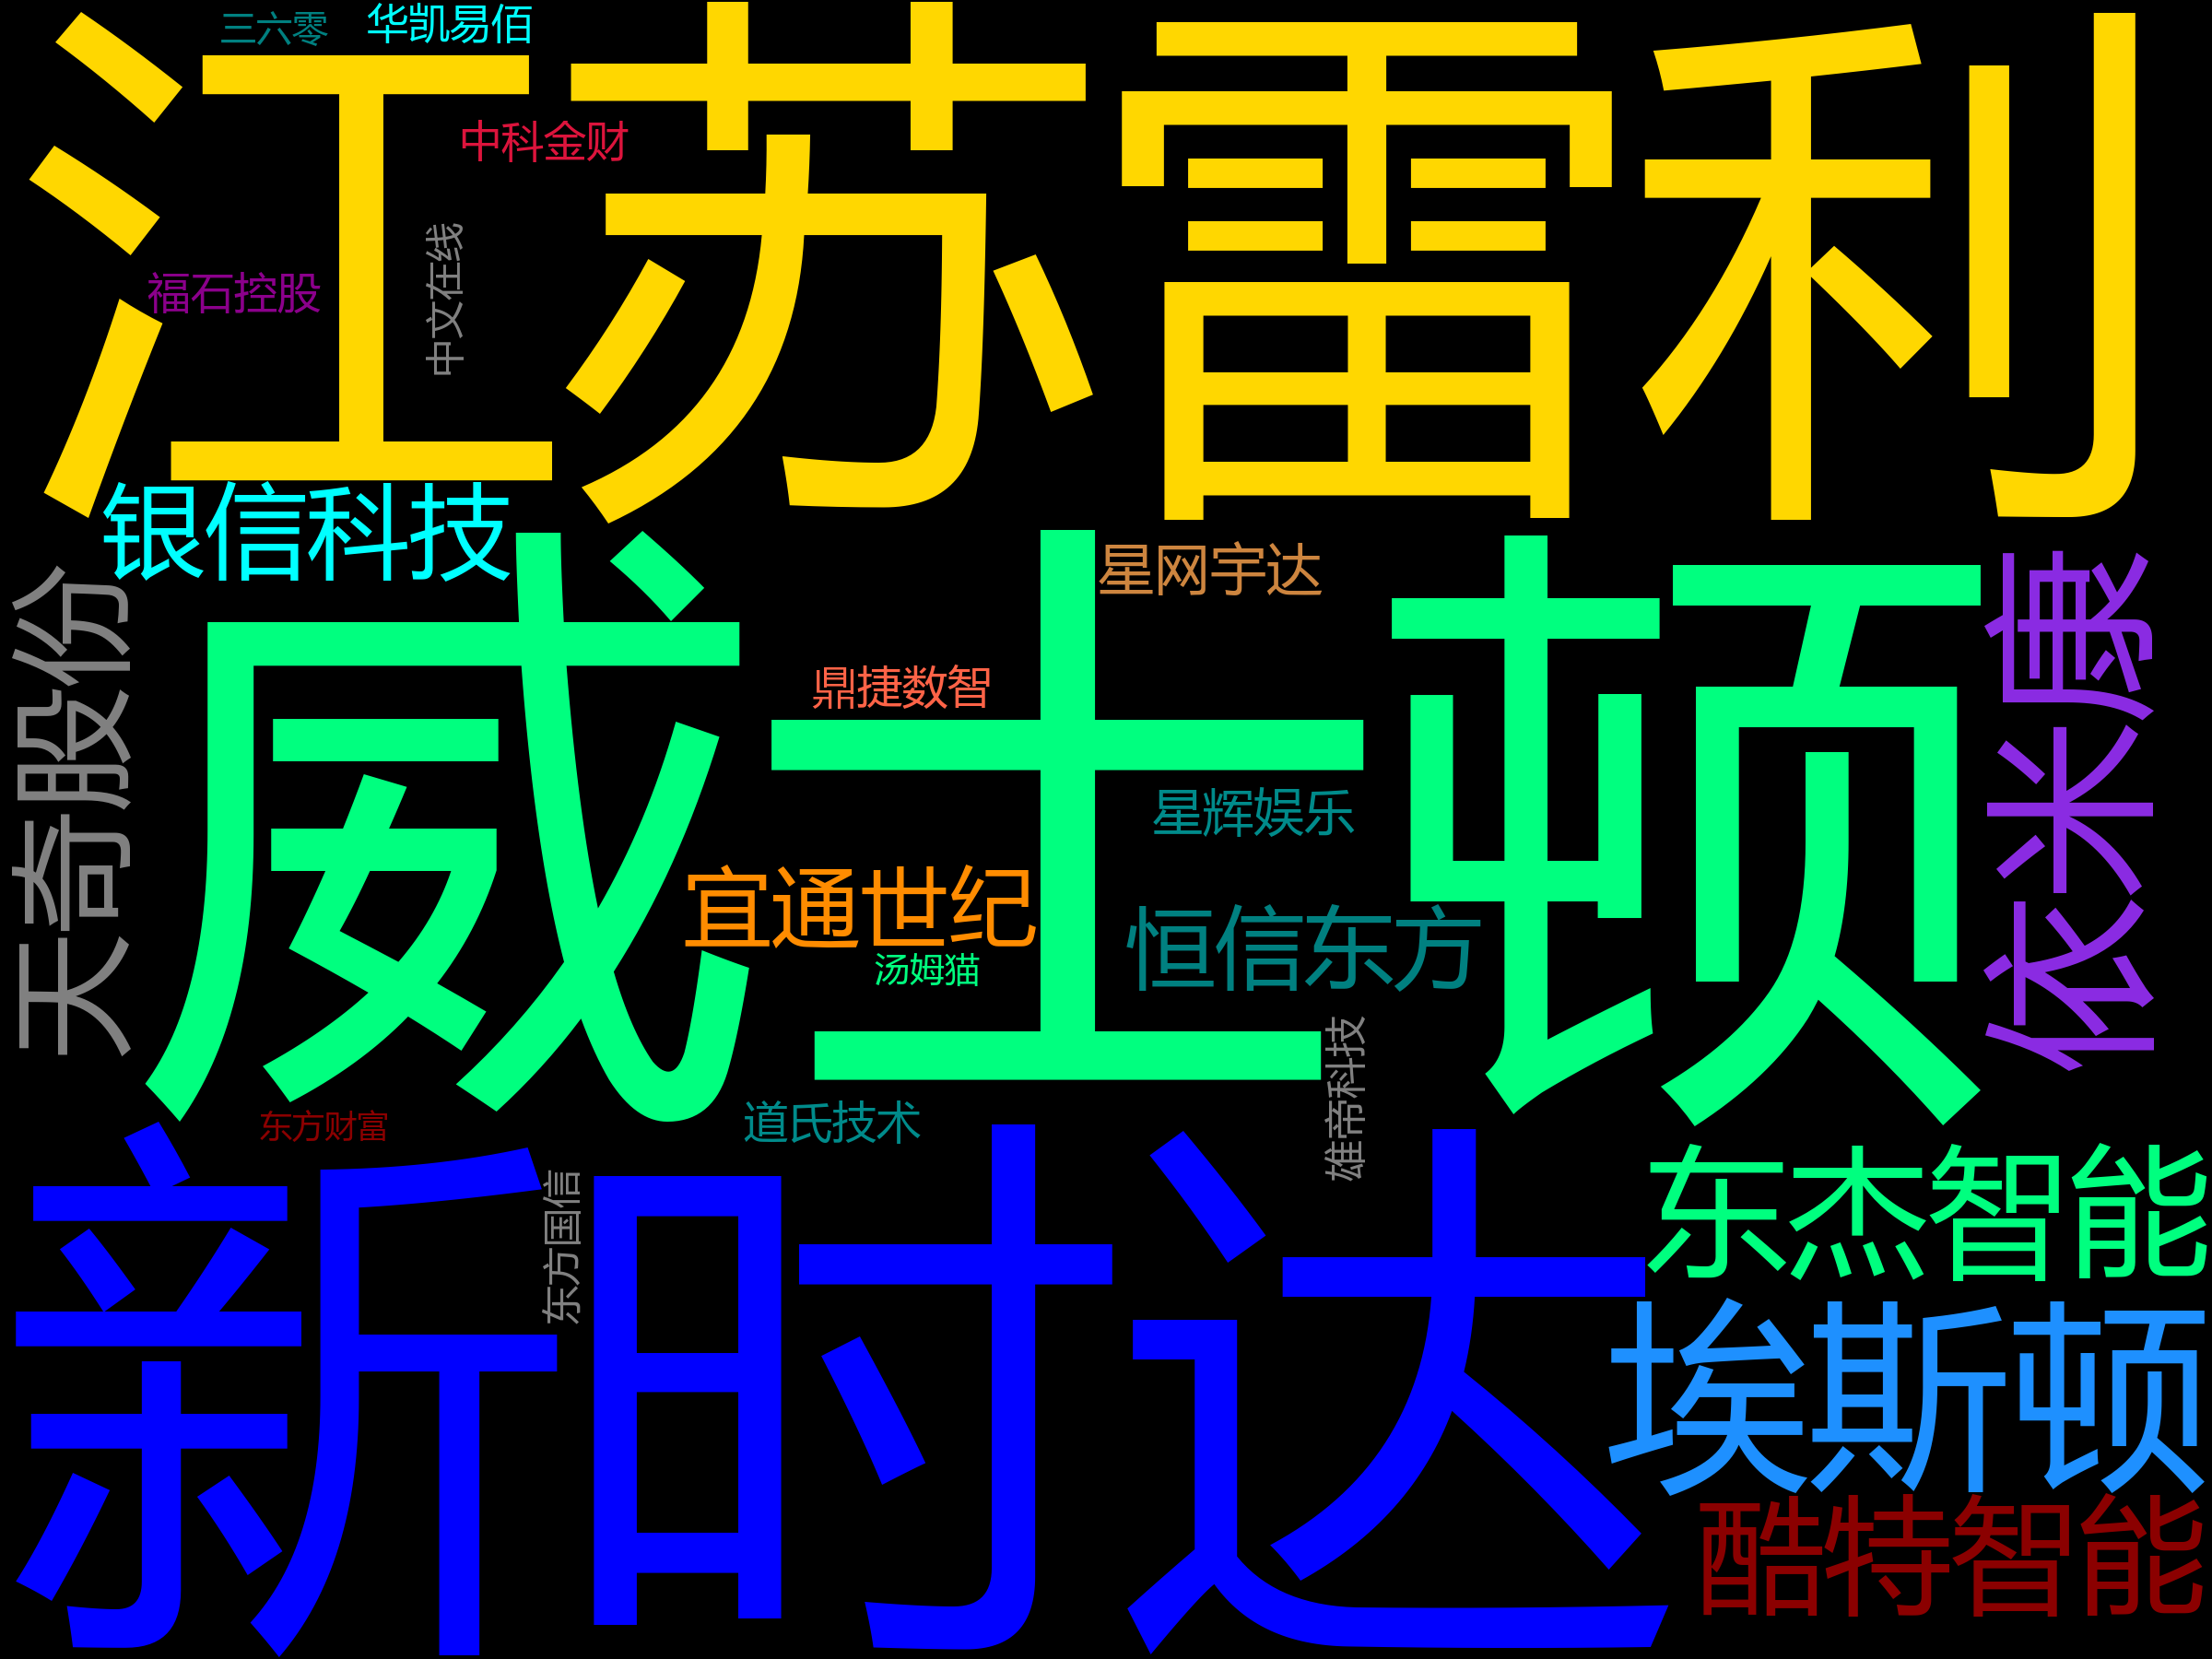 三六零
华凯易佰
江苏雷利
中科金财
中文在线
福石控股
银信科技
星网宇达
天奇股份
威士顿
依米康
鼎捷数智
星辉娱乐
宜通世纪
恒信东方
汤姆猫
维帝科技
东方财富
道氏技术
新时达
东方国信
东杰智能
埃斯顿
酷特智能